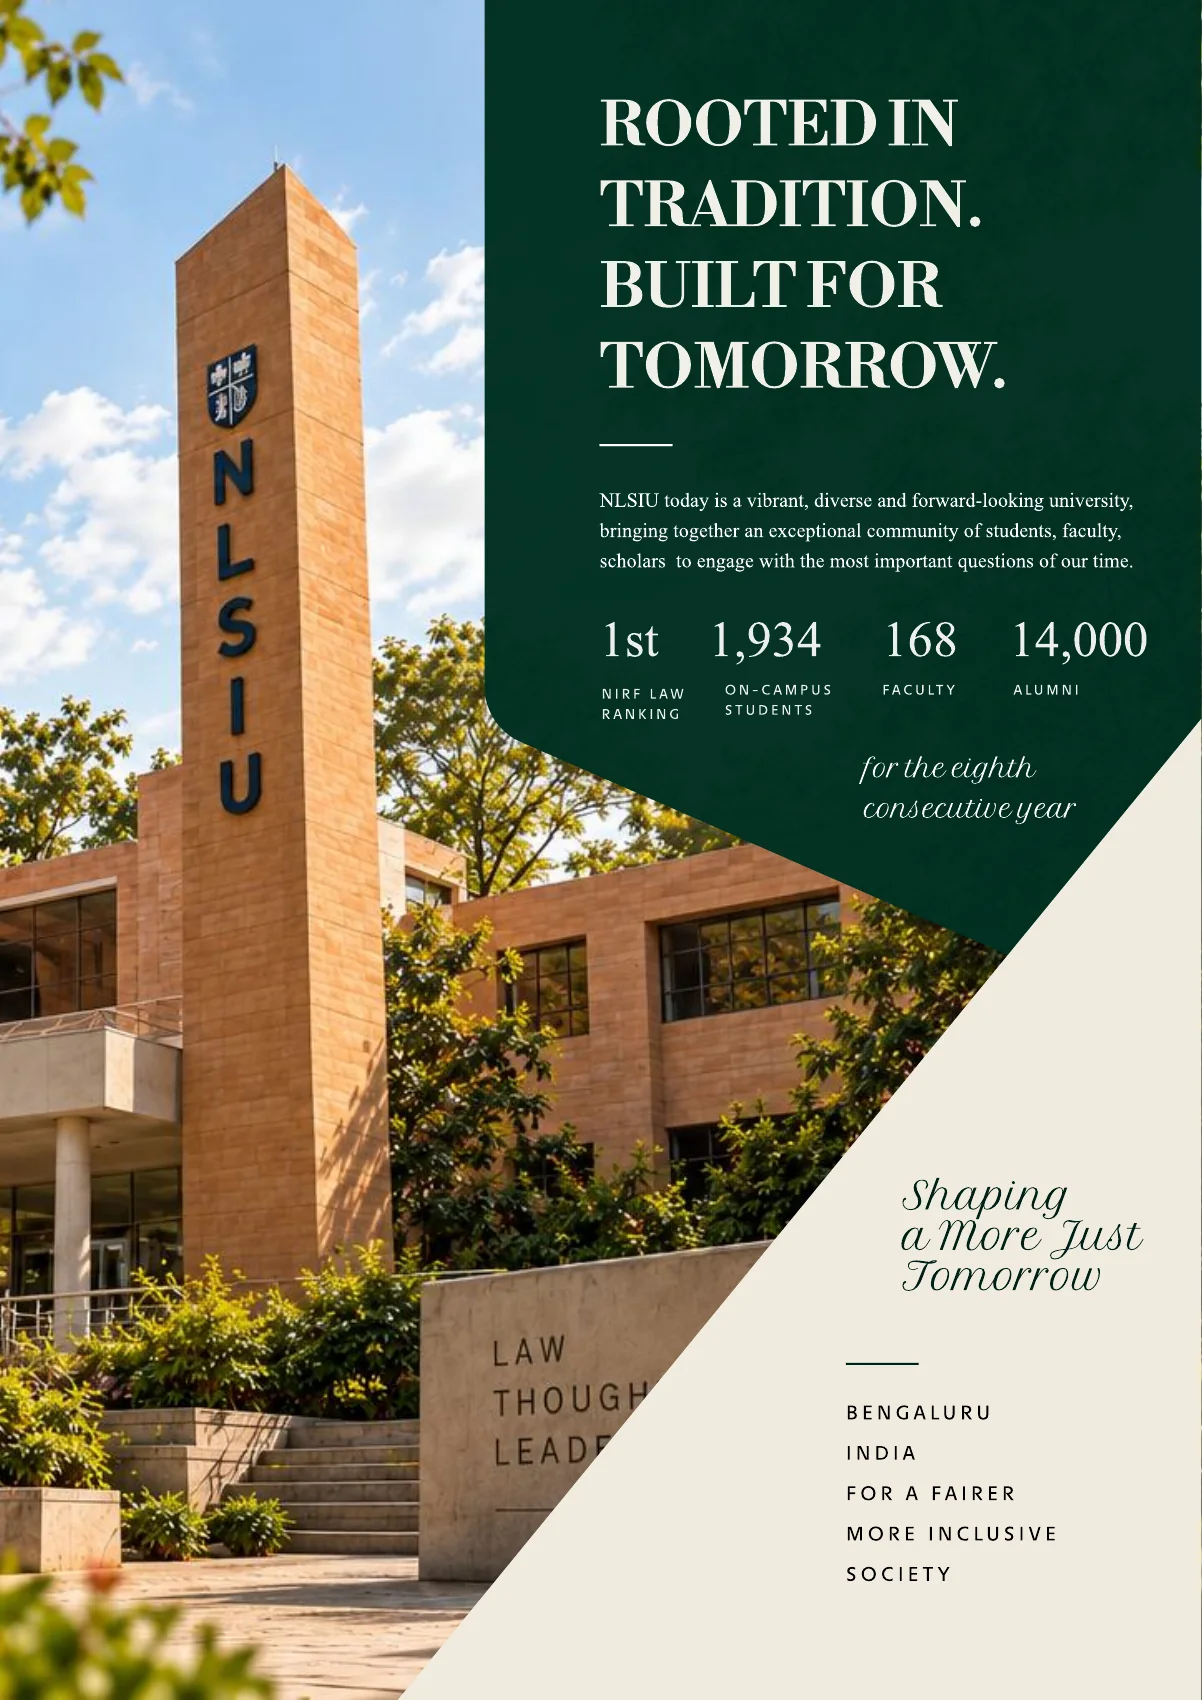 ROOTED IN
TRADITION.
BUILT FOR
TOMORROW.
NLSIU today is a vibrant, diverse and forward-looking university,
bringing together an exceptional community of students, faculty,
scholars  to engage with the most important questions of our time.
1st
NIRF LAW
RANKING
1,934
ON-CAMPUS
STUDENTS
168
FACULTY
14,000
ALUMNI
for the eighth
consecutive year
NLSIU
LAW
THOUGH
LEADE
Shaping
a More Just
Tomorrow
BENGALURU
INDIA
FOR A FAIRER
MORE INCLUSIVE
SOCIETY